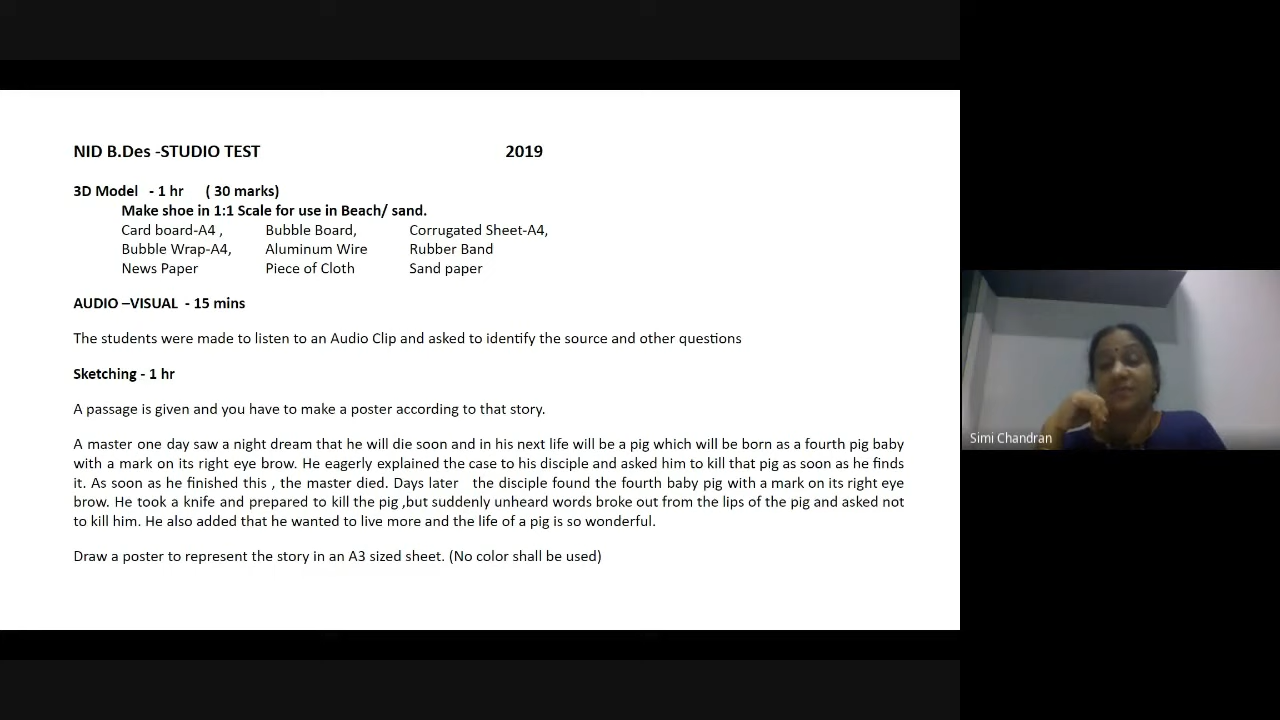 NID B.Des -STUDIO TEST 2019
3D Model - 1 hr ( 30 marks)
Make shoe in 1:1 Scale for use in Beach/ sand.
Card board-A4 , Bubble Board, Corrugated Sheet-A4,
Bubble Wrap-A4, Aluminum Wire Rubber Band
News Paper Piece of Cloth Sand paper
AUDIO –VISUAL - 15 mins
The students were made to listen to an Audio Clip and asked to identify the source and other questions
Sketching - 1 hr
A passage is given and you have to make a poster according to that story.
A master one day saw a night dream that he will die soon and in his next life will be a pig which will be born as a fourth pig baby
with a mark on its right eye brow. He eagerly explained the case to his disciple and asked him to kill that pig as soon as he finds
it. As soon as he finished this , the master died. Days later the disciple found the fourth baby pig with a mark on its right eye
brow. He took a knife and prepared to kill the pig ,but suddenly unheard words broke out from the lips of the pig and asked not
to kill him. He also added that he wanted to live more and the life of a pig is so wonderful.
Draw a poster to represent the story in an A3 sized sheet. (No color shall be used)
Simi Chandran